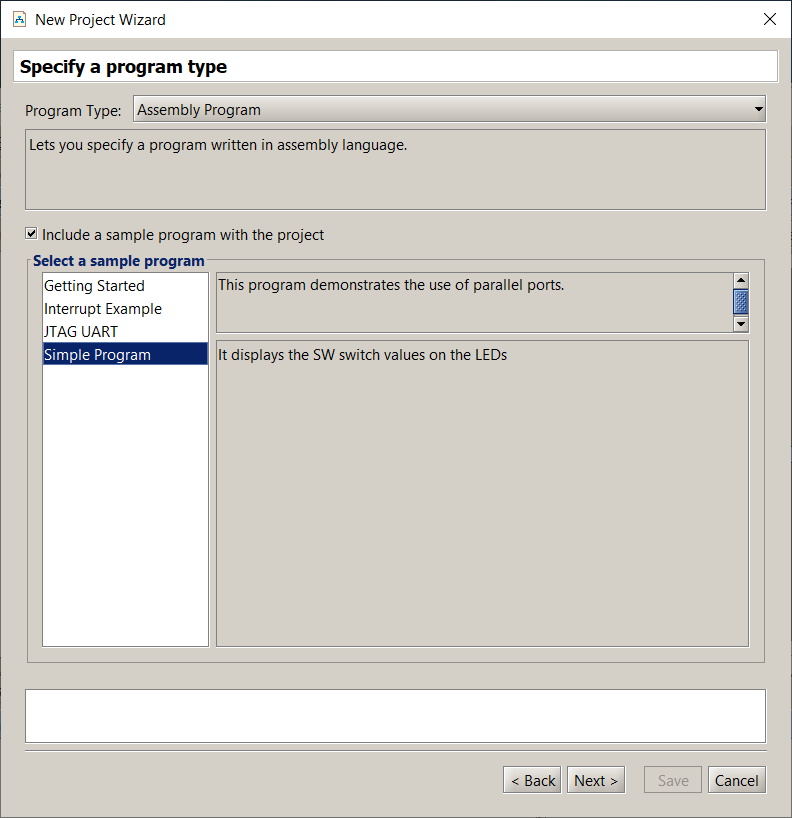 New Project Wizard
Specify a program type
Program Type: Assembly Program
Lets you specify a program written in assembly language.
Include a sample program with the project
Select a sample program
Getting Started
Interrupt Example
JTAG UART
Simple Program
This program demonstrates the use of parallel ports.
It displays the SW switch values on the LEDs
< Back Next > Save Cancel